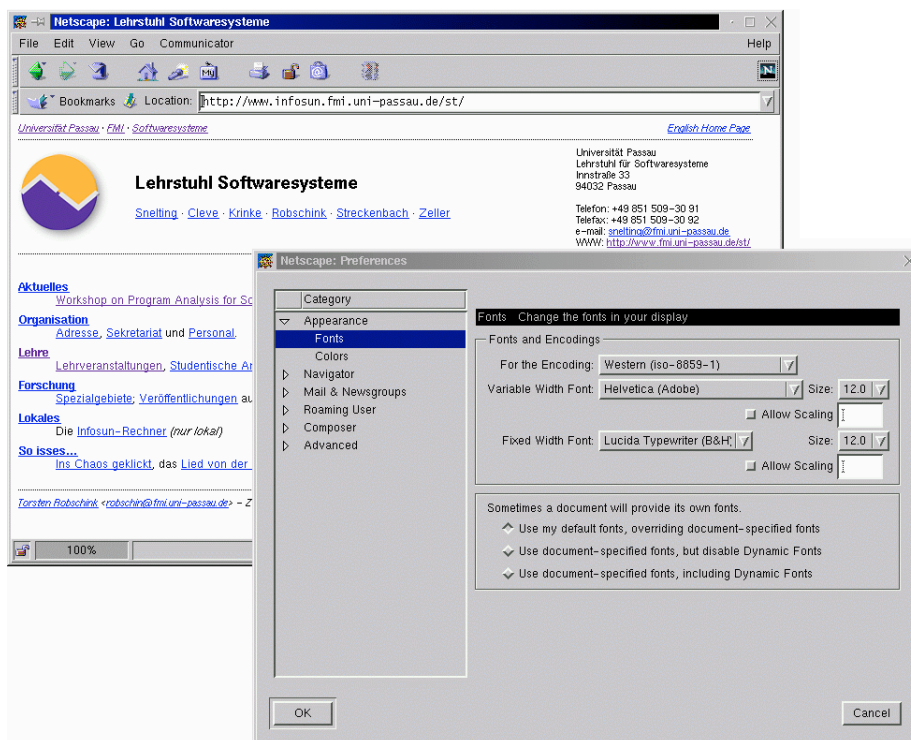 Netscape: Lehrstuhl Softwaresysteme
File Edit View Go Communicator Help
My N
Bookmarks Location: http://www.infosun.fmi.uni-passau.de/st/
Universität Passau · FMI · Softwaresysteme English Home Page
Universität Passau
Lehrstuhl für Softwaresysteme
Innstraße 33
94032 Passau
Lehrstuhl Softwaresysteme
Snelting · Cleve · Krinke · Robschink · Streckenbach · Zeller
Telefon: +49 851 509-30 91
Telefax: +49 851 509-30 92
e-mail: snelting@fmi.uni-passau.de
WWW: http://www.fmi.uni-passau.de/st/
Aktuelles
Workshop on Program Analysis for So
Organisation
Adresse, Sekretariat und Personal.
Lehre
Lehrveranstaltungen, Studentische Ar
Forschung
Spezialgebiete; Veröffentlichungen au
Lokales
Die Infosun-Rechner (nur lokal)
So isses...
Ins Chaos geklickt, das Lied von der
Torsten Robschink <robschin@fmi.uni-passau.de> - Z
100%
Netscape: Preferences
Category
Appearance
Fonts
Colors
Navigator
Mail & Newsgroups
Roaming User
Composer
Advanced
Fonts Change the fonts in your display
Fonts and Encodings
For the Encoding: Western (iso-8859-1)
Variable Width Font: Helvetica (Adobe) Size: 12.0
Allow Scaling
Fixed Width Font: Lucida Typewriter (B&H) Size: 12.0
Allow Scaling
Sometimes a document will provide its own fonts.
Use my default fonts, overriding document-specified fonts
Use document-specified fonts, but disable Dynamic Fonts
Use document-specified fonts, including Dynamic Fonts
OK Cancel